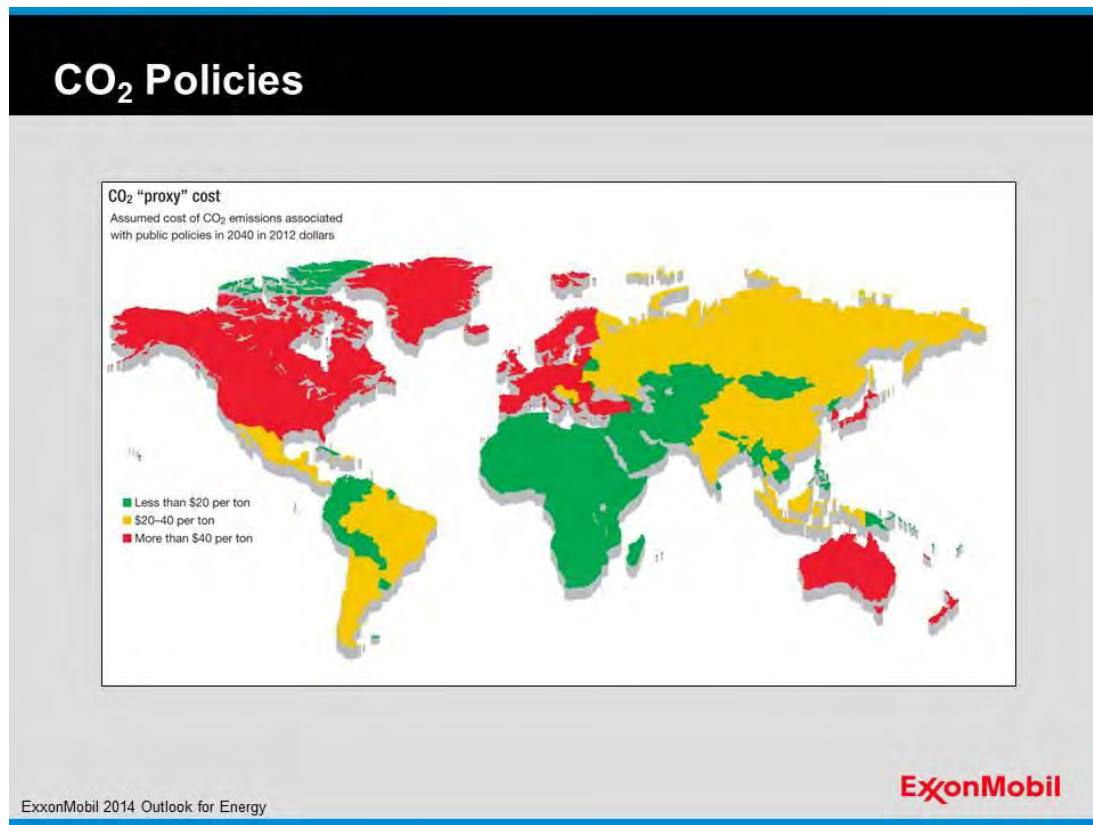 CO₂ Policies
CO₂ “proxy” cost
Assumed cost of CO₂ emissions associated
with public policies in 2040 in 2012 dollars
Less than $20 per ton
$20–40 per ton
More than $40 per ton
ExxonMobil
ExxonMobil 2014 Outlook for Energy